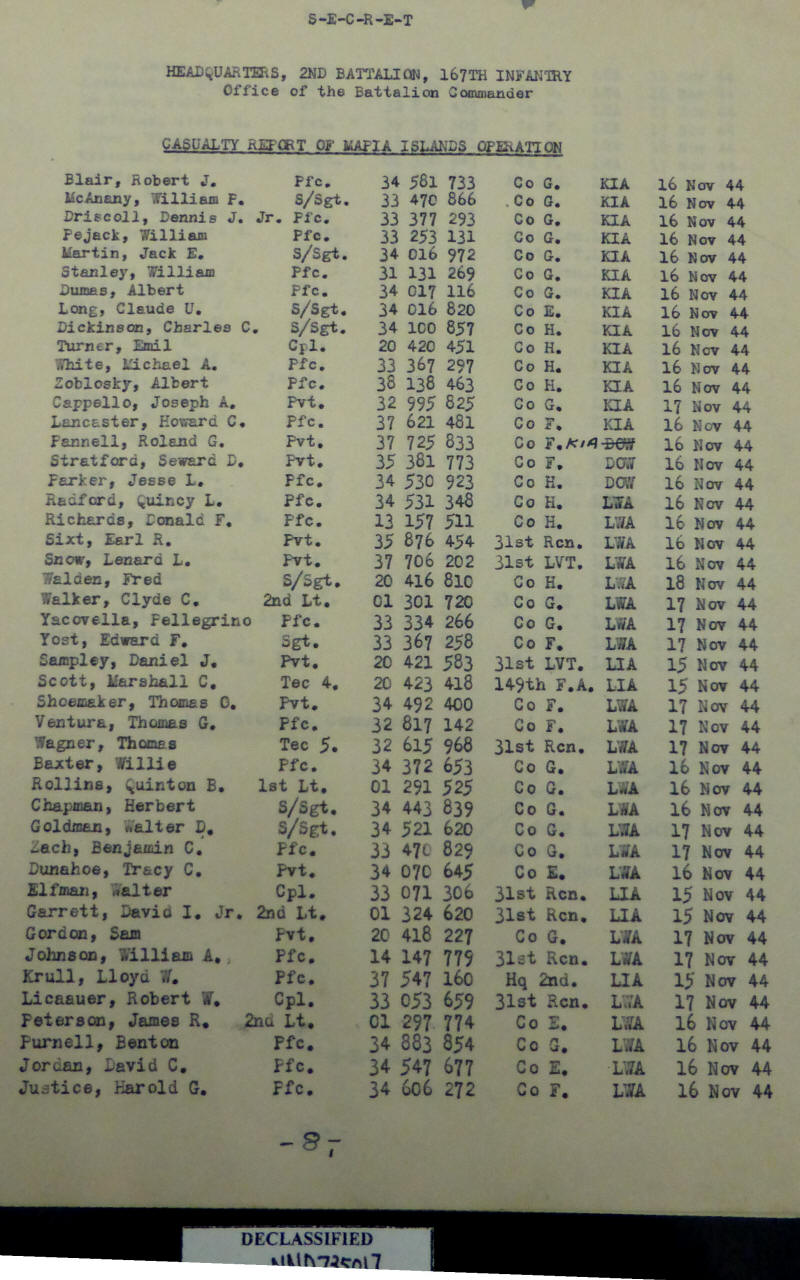 S-E-C-R-E-T
HEADQUARTERS, 2ND BATTALION, 167TH INFANTRY
Office of the Battalion Commander
CASUALTY REPORT OF MAPIA ISLANDS OPERATION
Blair, Robert J. Pfc. 34 581 733 Co G. KIA 16 Nov 44
McAnany, William P. S/Sgt. 33 470 866 Co G. KIA 16 Nov 44
Driscoll, Dennis J. Jr. Pfc. 33 377 293 Co G. KIA 16 Nov 44
Pejack, William Pfc. 33 253 131 Co G. KIA 16 Nov 44
Martin, Jack E. S/Sgt. 34 016 972 Co G. KIA 16 Nov 44
Stanley, William Pfc. 31 131 269 Co G. KIA 16 Nov 44
Dumas, Albert Pfc. 34 017 116 Co G. KIA 16 Nov 44
Long, Claude U. S/Sgt. 34 016 820 Co E. KIA 16 Nov 44
Dickinson, Charles C. S/Sgt. 34 100 857 Co H. KIA 16 Nov 44
Turner, Emil Cpl. 20 420 451 Co H. KIA 16 Nov 44
White, Michael A. Pfc. 33 367 297 Co H. KIA 16 Nov 44
Zoblosky, Albert Pfc. 38 138 463 Co H. KIA 16 Nov 44
Cappello, Joseph A. Pvt. 32 995 825 Co G. KIA 17 Nov 44
Lancaster, Howard C. Pfc. 37 621 481 Co F. KIA 16 Nov 44
Pannell, Roland G. Pvt. 37 725 833 Co F. KIA DOW 16 Nov 44
Stratford, Seward D. Pvt. 35 381 773 Co F. DOW 16 Nov 44
Parker, Jesse L. Pfc. 34 530 923 Co H. DOW 16 Nov 44
Radford, Quincy L. Pfc. 34 531 348 Co H. LWA 16 Nov 44
Richards, Donald F. Pfc. 13 157 511 Co H. LWA 16 Nov 44
Sixt, Earl R. Pvt. 35 876 454 31st Rcn. LWA 16 Nov 44
Snow, Lenard L. Pvt. 37 706 202 31st LVT. LWA 16 Nov 44
Walden, Fred S/Sgt. 20 416 810 Co H. LWA 18 Nov 44
Walker, Clyde C. 2nd Lt. 01 301 720 Co G. LWA 17 Nov 44
Yacovella, Pellegrino Pfc. 33 334 266 Co G. LWA 17 Nov 44
Yost, Edward F. Sgt. 33 367 258 Co F. LWA 17 Nov 44
Sampley, Daniel J. Pvt. 20 421 583 31st LVT. LIA 15 Nov 44
Scott, Marshall C. Tec 4. 20 423 418 149th F.A. LIA 15 Nov 44
Shoemaker, Thomas O. Pvt. 34 492 400 Co F. LWA 17 Nov 44
Ventura, Thomas G. Pfc. 32 817 142 Co F. LWA 17 Nov 44
Wagner, Thomas Tec 5. 32 615 968 31st Rcn. LWA 17 Nov 44
Baxter, Willie Pfc. 34 372 653 Co G. LWA 16 Nov 44
Rollins, Quinton B. 1st Lt. 01 291 525 Co G. LWA 16 Nov 44
Chapman, Herbert S/Sgt. 34 443 839 Co G. LWA 16 Nov 44
Goldman, Walter D. S/Sgt. 34 521 620 Co G. LWA 17 Nov 44
Zach, Benjamin C. Pfc. 33 470 829 Co G. LWA 17 Nov 44
Dunahoe, Tracy C. Pvt. 34 070 645 Co E. LWA 16 Nov 44
Elfman, Walter Cpl. 33 071 306 31st Rcn. LIA 15 Nov 44
Garrett, David I. Jr. 2nd Lt. 01 324 620 31st Rcn. LIA 15 Nov 44
Gordon, Sam Pvt. 20 418 227 Co G. LWA 17 Nov 44
Johnson, William A. Pfc. 14 147 779 31st Rcn. LWA 17 Nov 44
Krull, Lloyd W. Pfc. 37 547 160 Hq 2nd. LIA 15 Nov 44
Licasuer, Robert W. Cpl. 33 053 659 31st Rcn. LWA 17 Nov 44
Peterson, James R. 2nd Lt. 01 297 774 Co E. LWA 16 Nov 44
Purnell, Benton Pfc. 34 883 854 Co G. LWA 16 Nov 44
Jordan, David C. Pfc. 34 547 677 Co E. LWA 16 Nov 44
Justice, Harold G. Pfc. 34 606 272 Co F. LWA 16 Nov 44
-8-
DECLASSIFIED
NND735017